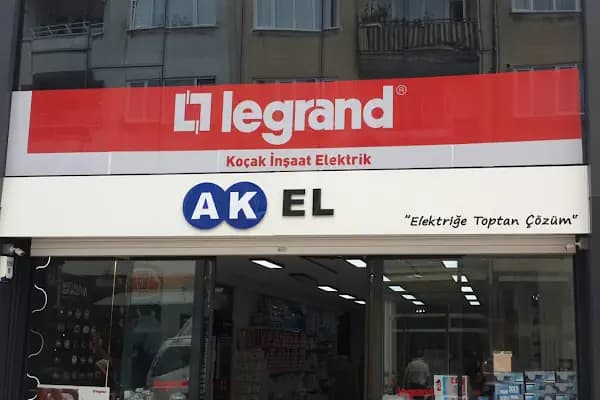 legrand®
Koçak İnşaat Elektrik
AK EL
"Elektriğe Toptan Çözüm"